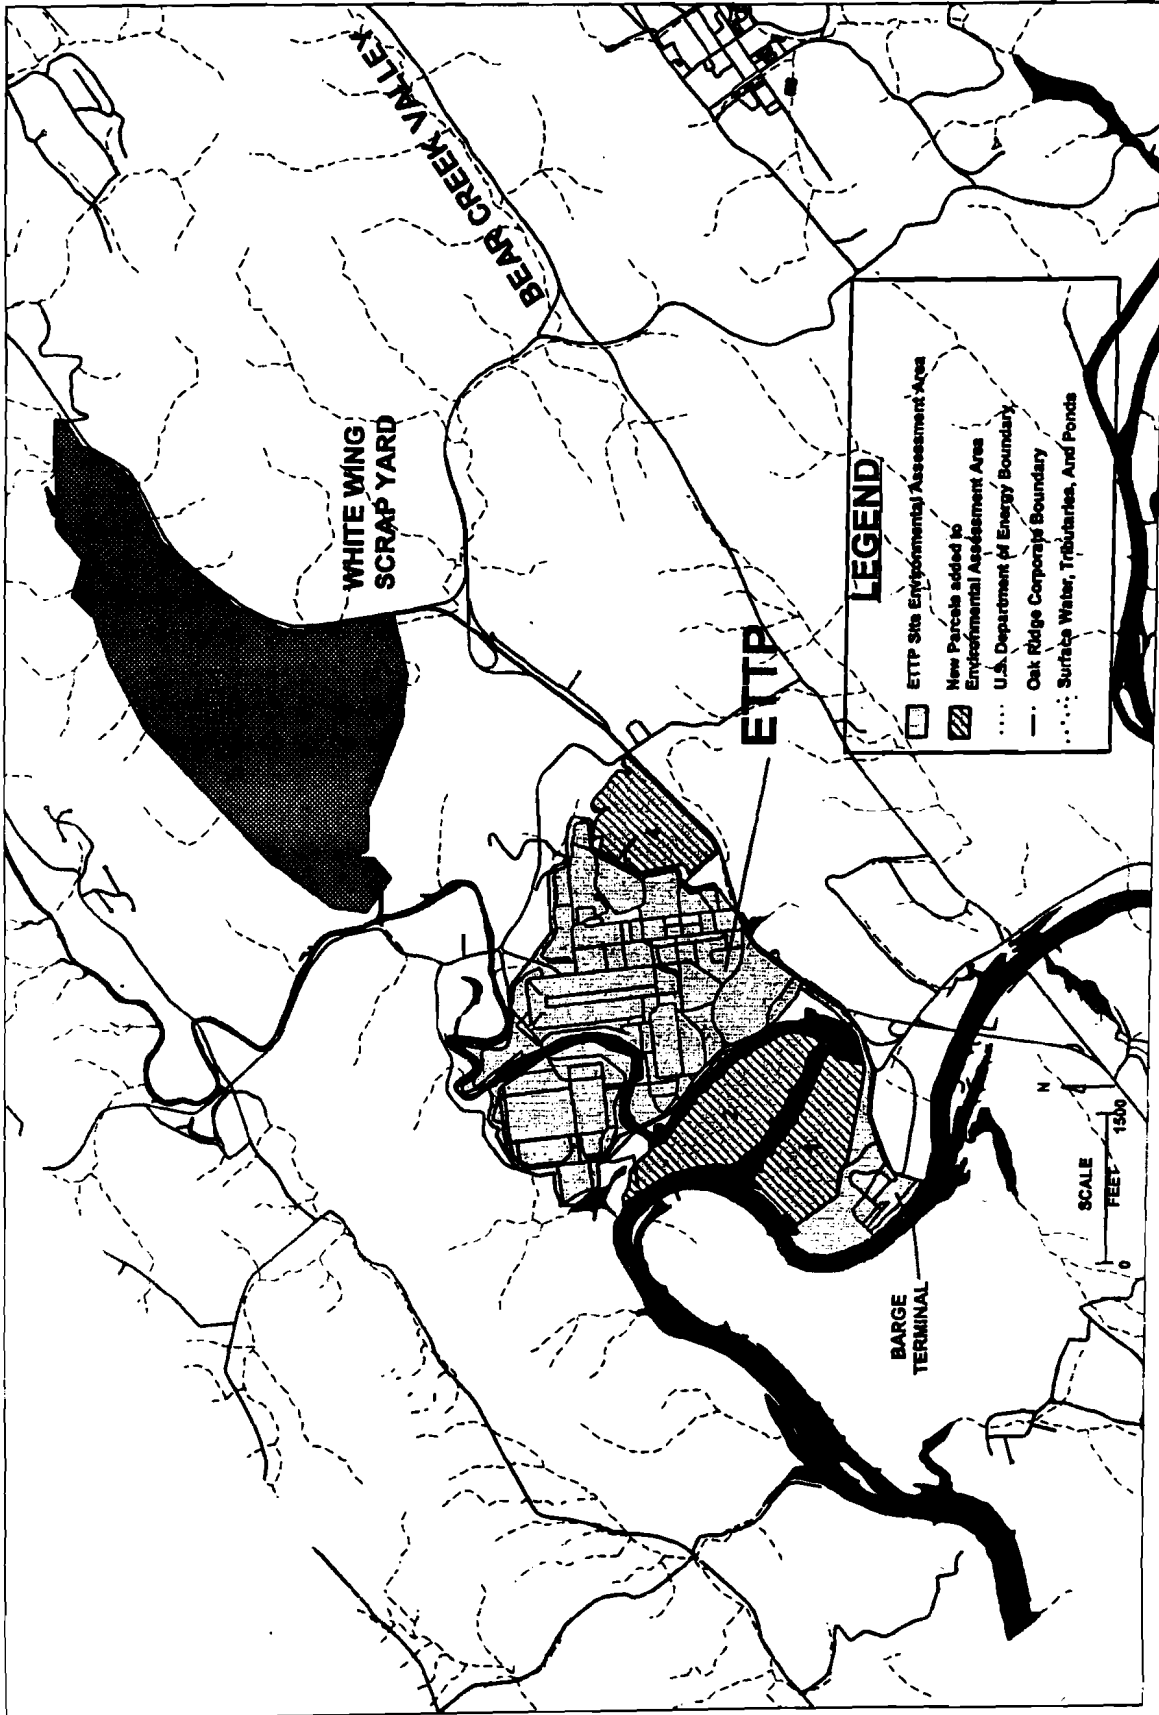 BEAR CREEK VALLEY
WHITE WING
SCRAP YARD
ETTP
BARGE
TERMINAL
LEGEND
ETTP Site Environmental Assessment Area
New Parcels added to
Environmental Assessment Area
U.S. Department of Energy Boundary
Oak Ridge Corporate Boundary
Surface Water, Tributaries, And Ponds
N
SCALE
FEET
0
1500